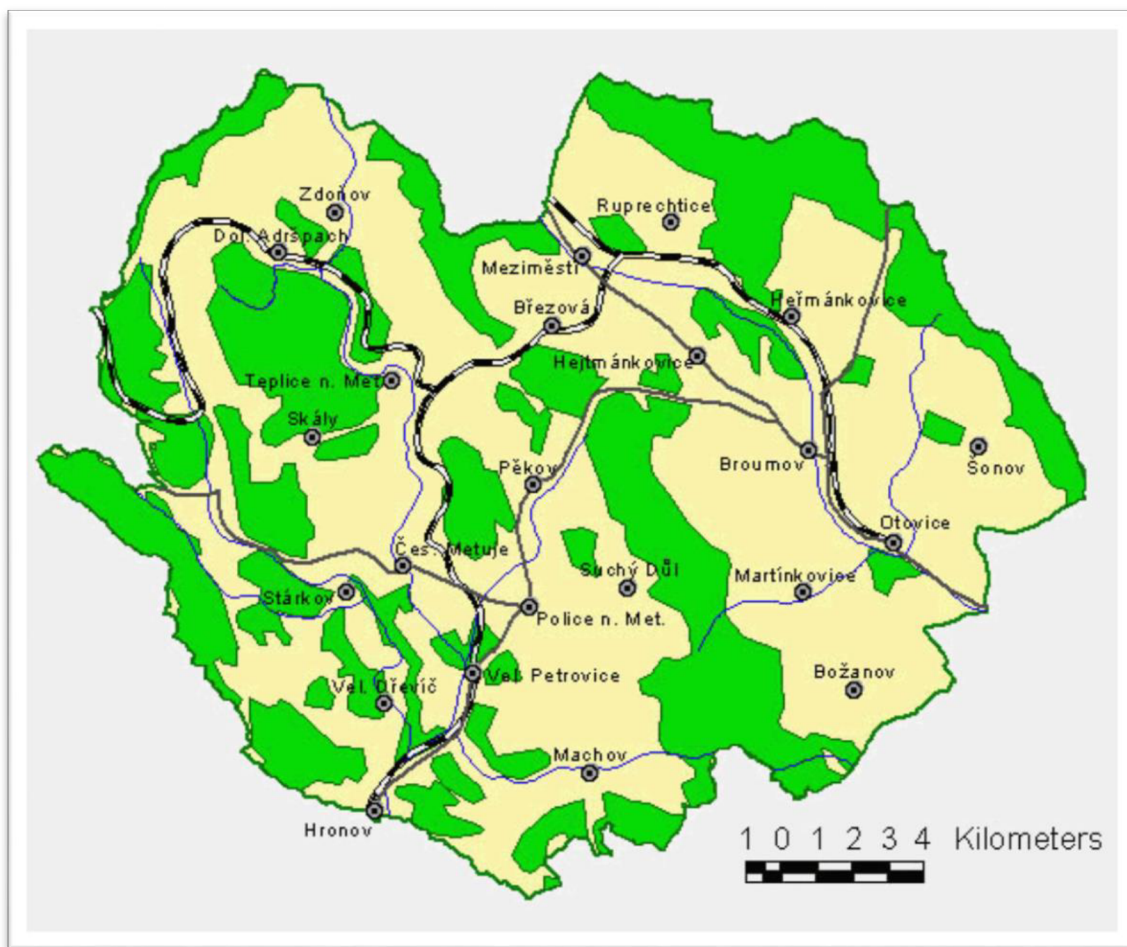 Zdoňov
Ruprechtice
Dol. Adršpach
Meziměstí
Heřmánkovice
Březová
Hejtmánkovice
Teplice n. Met.
Skály
Broumov
Šonov
Pěkov
Otovice
Čes. Metuje
Suchý Důl
Martínkovice
Stárkov
Police n. Met.
Vel. Petrovice
Božanov
Vel. Dřevíč
Machov
Hronov
1 0 1 2 3 4 Kilometers